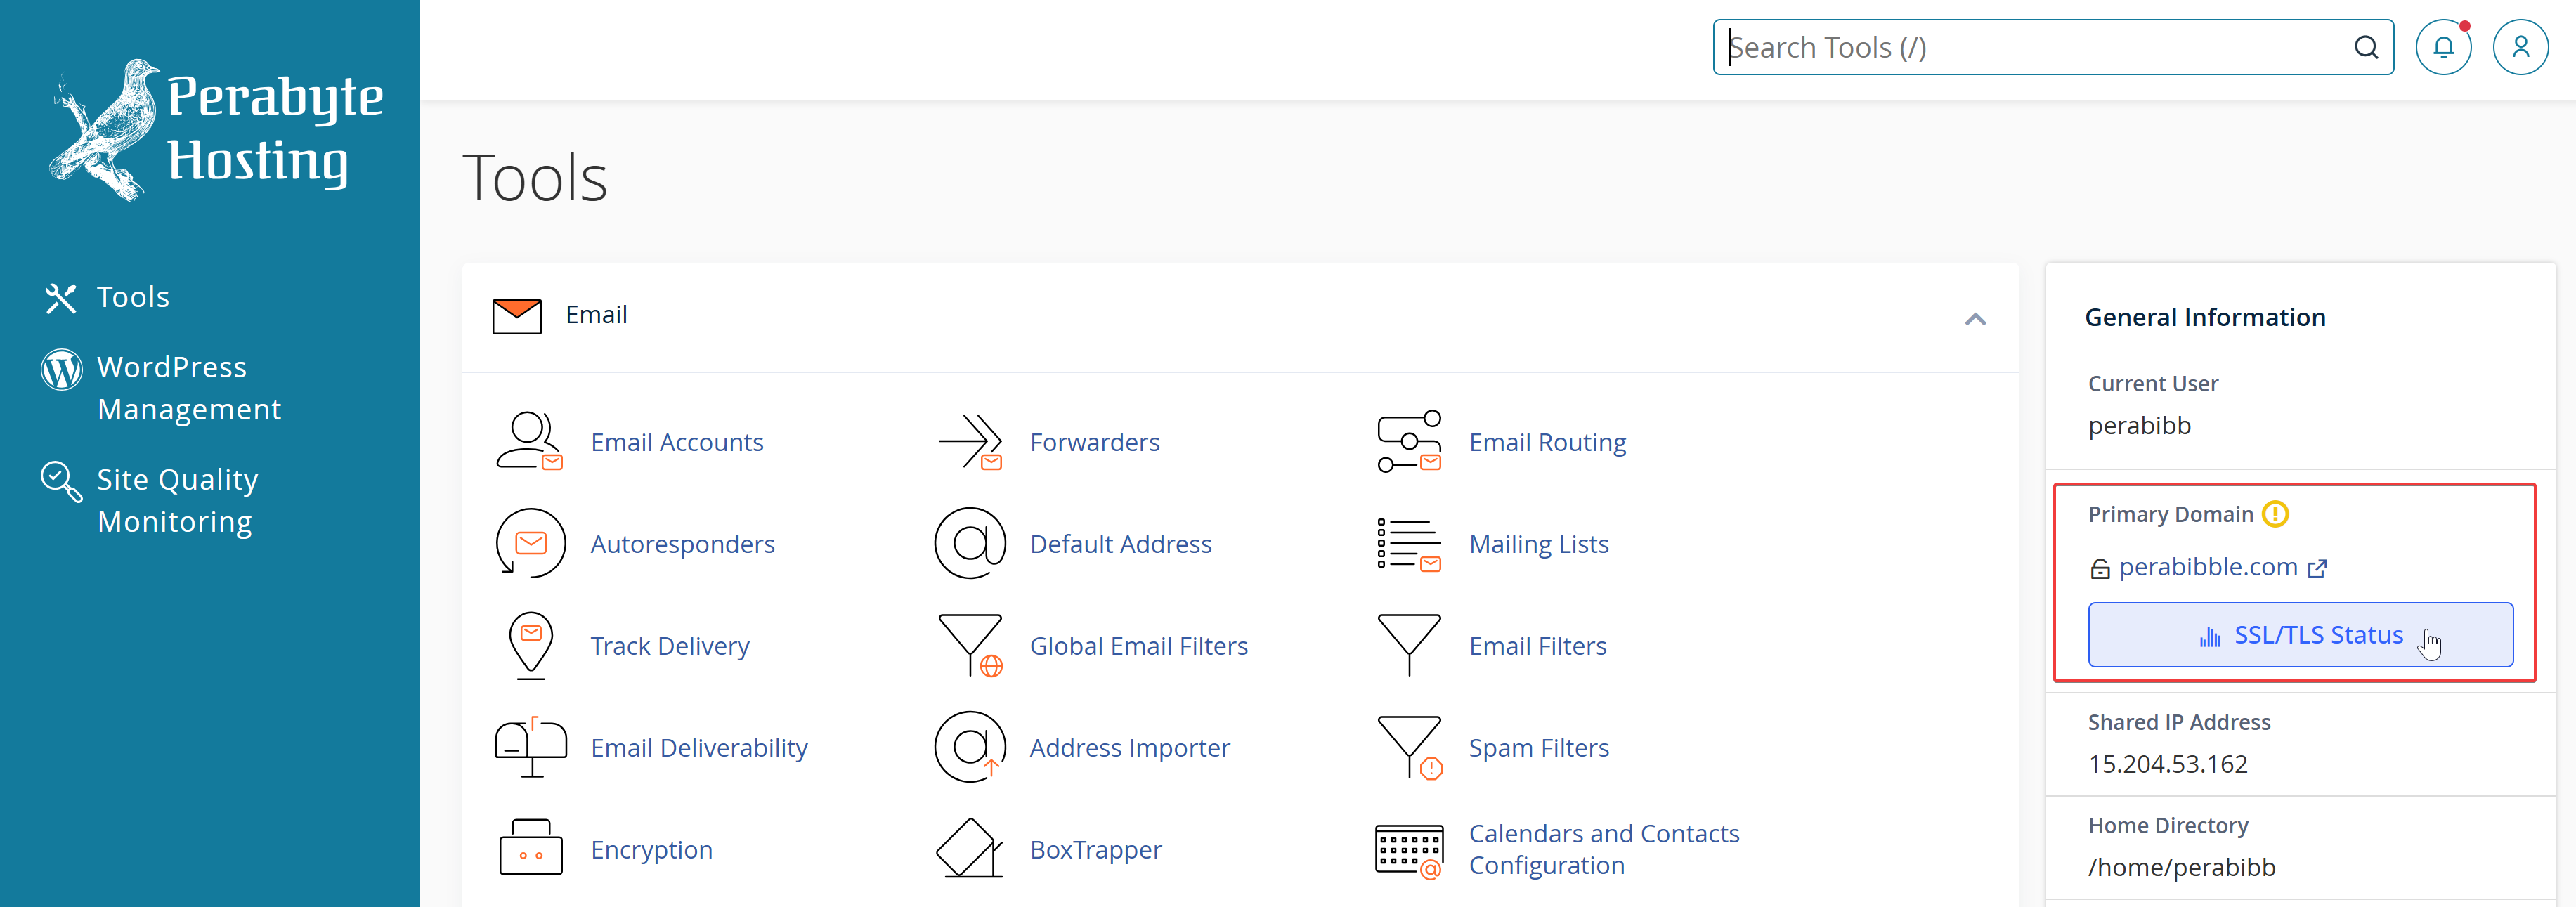 Perabyte
Hosting
Search Tools (/)
Tools
WordPress
Management
Site Quality
Monitoring
Tools
Email
Email Accounts
Forwarders
Email Routing
Autoresponders
Default Address
Mailing Lists
Track Delivery
Global Email Filters
Email Filters
Email Deliverability
Address Importer
Spam Filters
Encryption
BoxTrapper
Calendars and Contacts
Configuration
General Information
Current User
perabibb
Primary Domain
perabibble.com
SSL/TLS Status
Shared IP Address
15.204.53.162
Home Directory
/home/perabibb